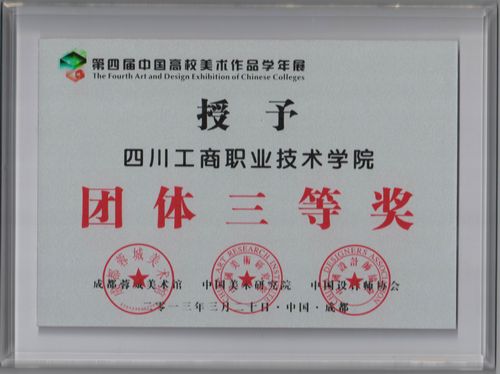 第四届中国高校美术作品学年展
The Fourth Art and Design Exhibition of Chinese Colleges
授予
四川工商职业技术学院
团体三等奖
成都蓉城美术馆 中国美术研究院 中国设计师协会
二〇一三年三月二十日·中国·成都